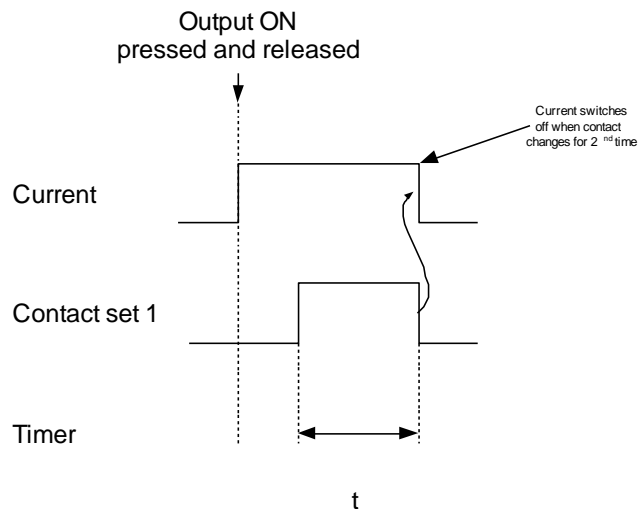 Output ON
pressed and released
Current switches
off when contact
changes for 2 nd time
Current
Contact set 1
Timer
t